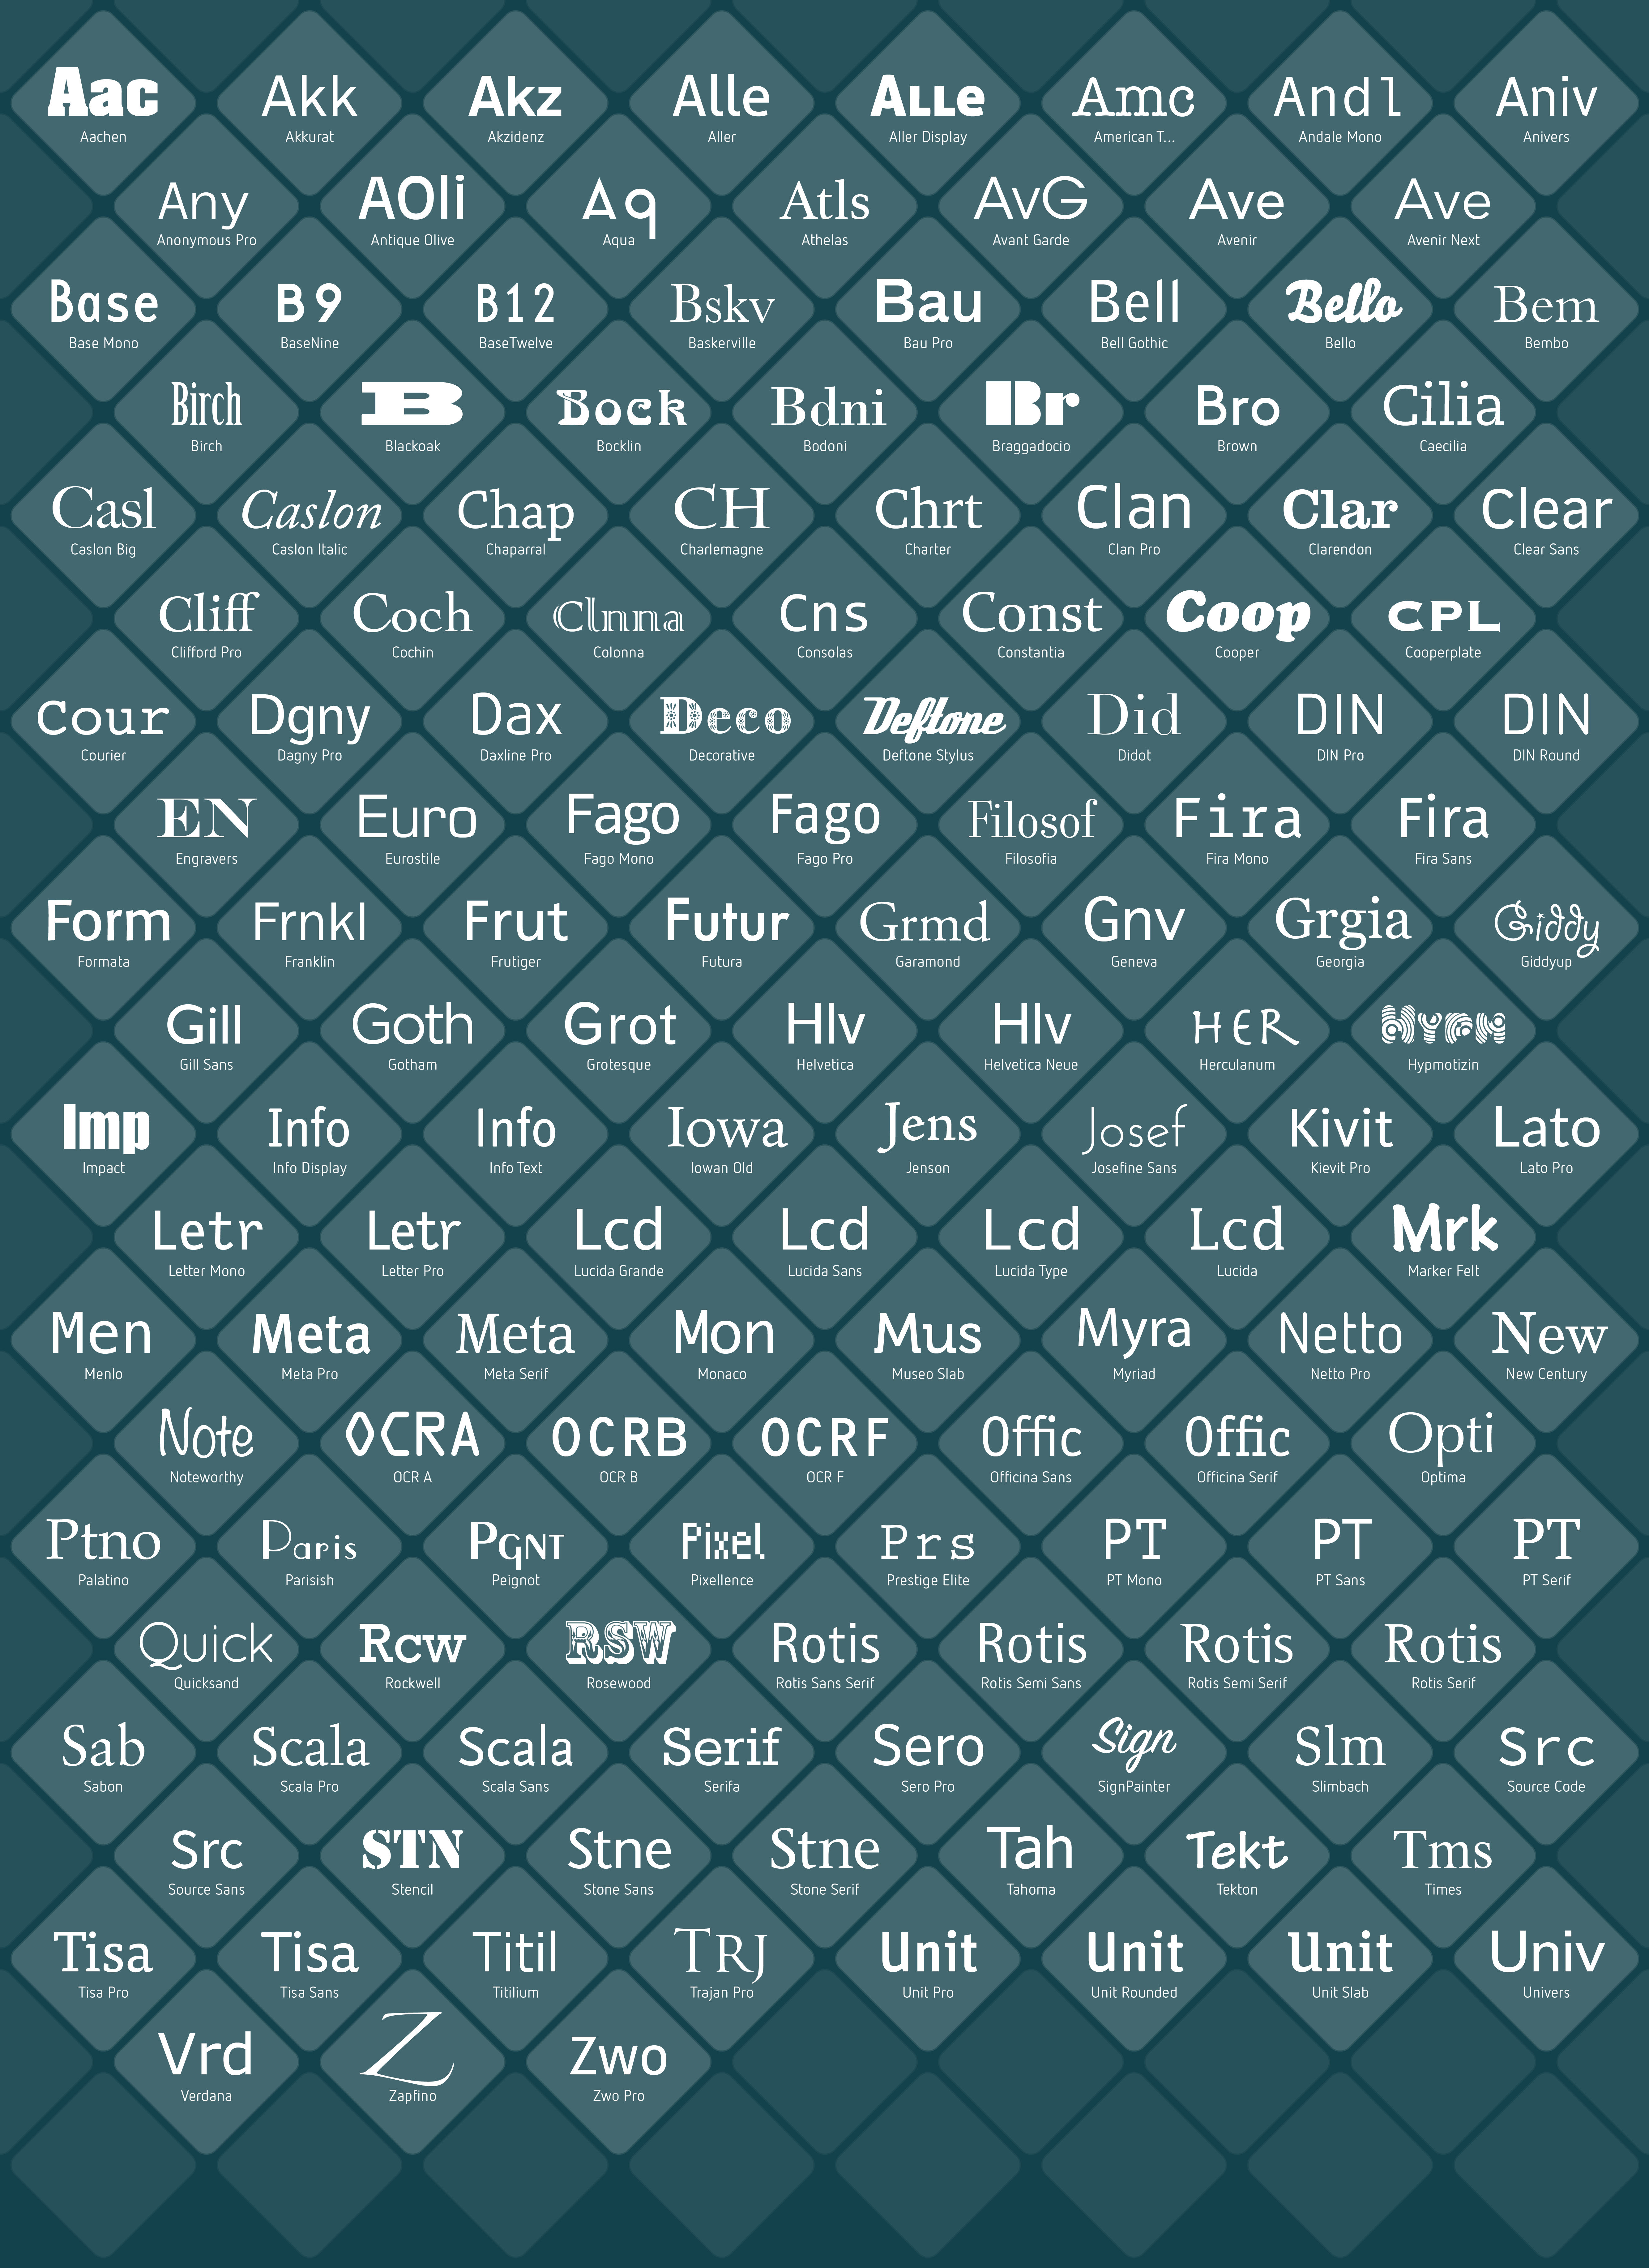 Aac Akk Akz Alle Alle Amc Andl Aniv
Aachen Akkurat Akzidenz Aller Aller Display American T... Andale Mono Anivers
Any AOli Aq Atls AvG Ave Ave
Anonymous Pro Antique Olive Aqua Athelas Avant Garde Avenir Avenir Next
Base B9 B12 Bskv Bau Bell Bello Bem
Base Mono BaseNine BaseTwelve Baskerville Bau Pro Bell Gothic Bello Bembo
Birch B Bock Bdni Br Bro Cilia
Birch Blackoak Bocklin Bodoni Braggadocio Brown Caecilia
Casl Caslon Chap CH Chrt Clan Clar Clear
Caslon Big Caslon Italic Chaparral Charlemagne Charter Clan Pro Clarendon Clear Sans
Cliff Coch Clnna Cns Const Coop CPL
Clifford Pro Cochin Colonna Consolas Constantia Cooper Cooperplate
Cour Dgny Dax Deco Deftone Did DIN DIN
Courier Dagny Pro Daxline Pro Decorative Deftone Stylus Didot DIN Pro DIN Round
EN Euro Fago Fago Filosof Fira Fira
Engravers Eurostile Fago Mono Fago Pro Filosofia Fira Mono Fira Sans
Form Frnkl Frut Futur Grmd Gnv Grgia Giddy
Formata Franklin Frutiger Futura Garamond Geneva Georgia Giddyup
Gill Goth Grot Hlv Hlv HER Hypm
Gill Sans Gotham Grotesque Helvetica Helvetica Neue Herculanum Hypmotizin
Imp Info Info Iowa Jens Josef Kivit Lato
Impact Info Display Info Text Iowan Old Jenson Josefine Sans Kievit Pro Lato Pro
Letr Letr Lcd Lcd Lcd Lcd Mrk
Letter Mono Letter Pro Lucida Grande Lucida Sans Lucida Type Lucida Marker Felt
Men Meta Meta Mon Mus Myra Netto New
Menlo Meta Pro Meta Serif Monaco Museo Slab Myriad Netto Pro New Century
Note OCRA OCRB OCRF Offic Offic Opti
Noteworthy OCR A OCR B OCR F Officina Sans Officina Serif Optima
Ptno Paris PGNT Pixel Prs PT PT PT
Palatino Parisish Peignot Pixellence Prestige Elite PT Mono PT Sans PT Serif
Quick Rcw RSW Rotis Rotis Rotis Rotis
Quicksand Rockwell Rosewood Rotis Sans Serif Rotis Semi Sans Rotis Semi Serif Rotis Serif
Sab Scala Scala Serif Sero Sign Slm Src
Sabon Scala Pro Scala Sans Serifa Sero Pro SignPainter Slimbach Source Code
Src STN Stne Stne Tah Tekt Tms
Source Sans Stencil Stone Sans Stone Serif Tahoma Tekton Times
Tisa Tisa Titil TRJ Unit Unit Unit Univ
Tisa Pro Tisa Sans Titilium Trajan Pro Unit Pro Unit Rounded Unit Slab Univers
Vrd Z Zwo
Verdana Zapfino Zwo Pro